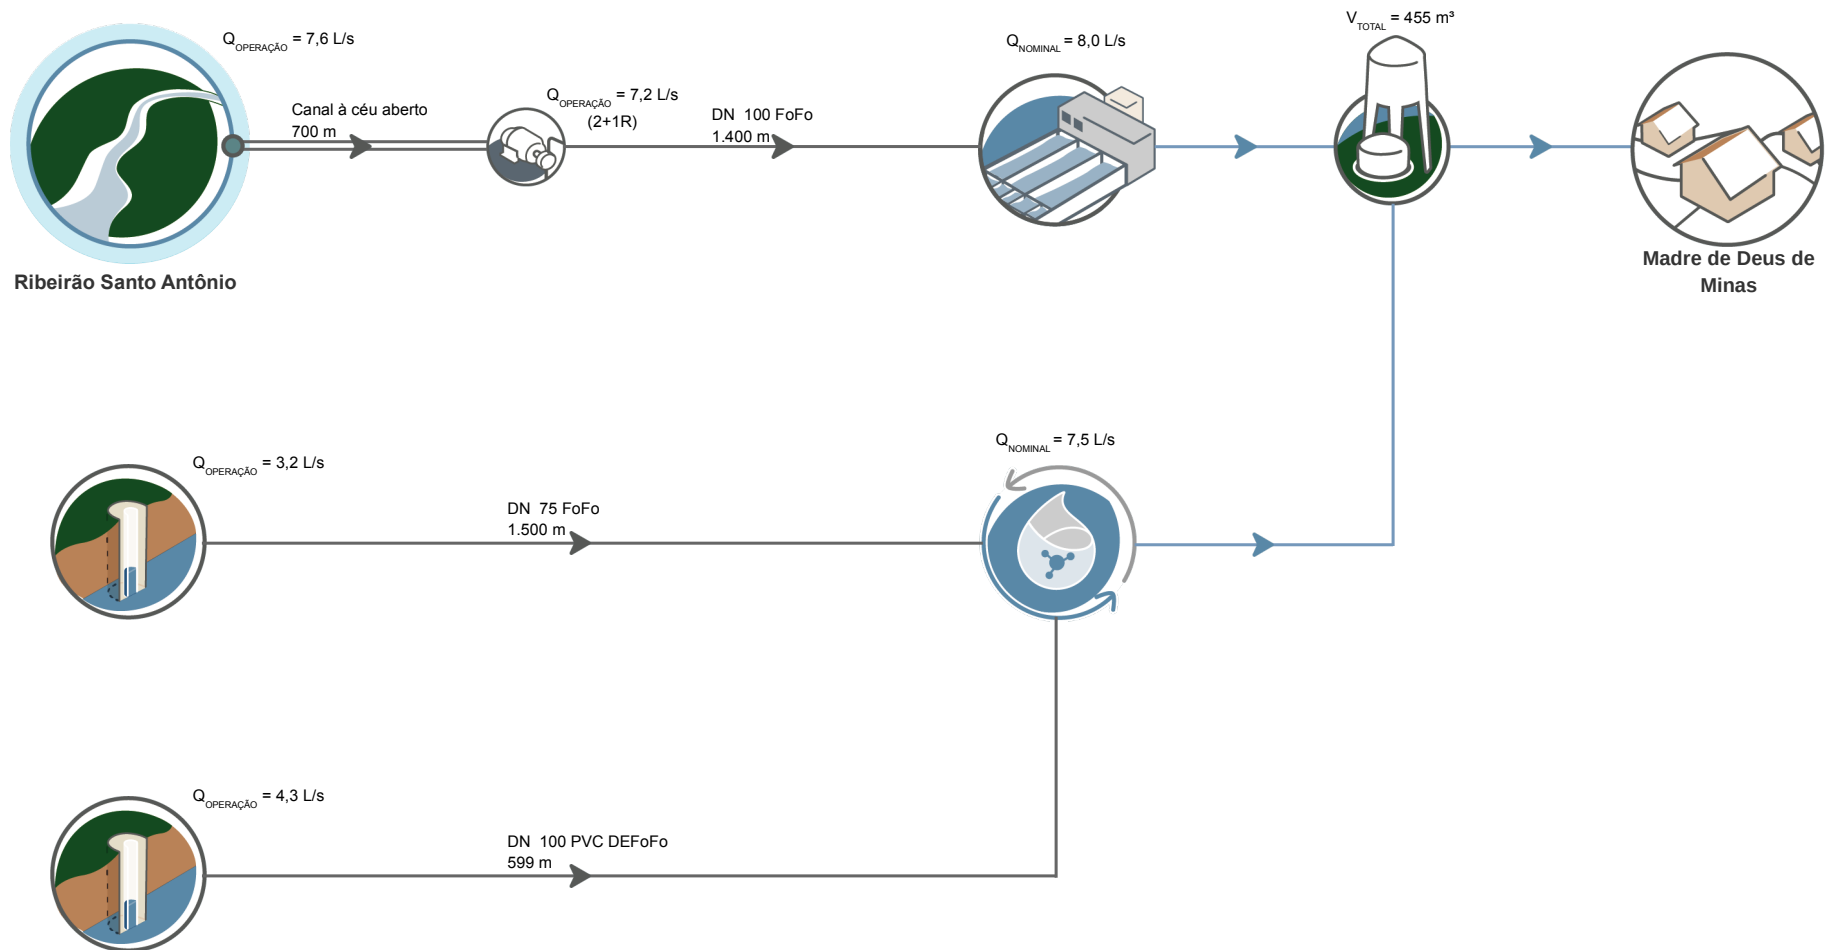 V_TOTAL = 455 m³
Q_OPERAÇÃO = 7,6 L/s
Q_NOMINAL = 8,0 L/s
Canal à céu aberto
700 m
Q_OPERAÇÃO = 7,2 L/s
(2+1R)
DN 100 FoFo
1.400 m
Ribeirão Santo Antônio
Madre de Deus de
Minas
Q_OPERAÇÃO = 3,2 L/s
DN 75 FoFo
1.500 m
Q_NOMINAL = 7,5 L/s
Q_OPERAÇÃO = 4,3 L/s
DN 100 PVC DEFoFo
599 m